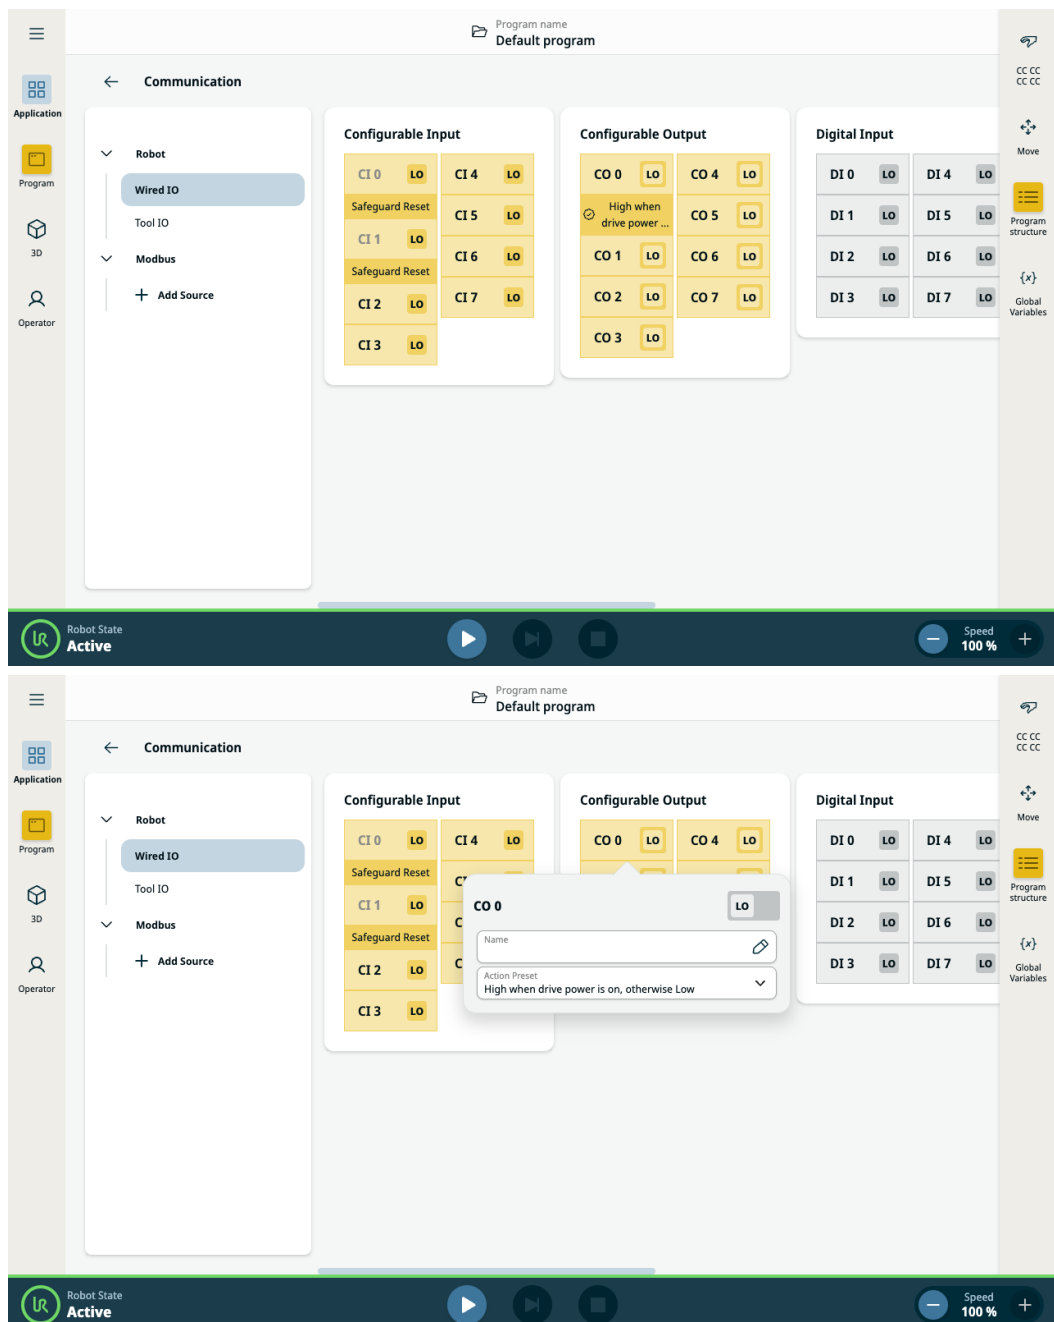 Program name
Default program
Communication
Application
Program
3D
Operator
Robot
Wired IO
Tool IO
Modbus
Add Source
Configurable Input
CI 0 LO CI 4 LO
Safeguard Reset
CI 5 LO
CI 1 LO
CI 6 LO
Safeguard Reset
CI 2 LO
CI 7 LO
CI 3 LO
Configurable Output
CO 0 LO CO 4 LO
High when
drive power ...
CO 5 LO
CO 1 LO CO 6 LO
CO 2 LO CO 7 LO
CO 3 LO
Digital Input
DI 0 LO DI 4 LO
DI 1 LO DI 5 LO
DI 2 LO DI 6 LO
DI 3 LO DI 7 LO
CC CC
CC CC
Move
Program
structure
{x}
Global
Variables
UR
Robot State
Active
Speed
100 %
Program name
Default program
Communication
Application
Program
3D
Operator
Robot
Wired IO
Tool IO
Modbus
Add Source
Configurable Input
CI 0 LO CI 4 LO
Safeguard Reset
CI 1 LO
Safeguard Reset
CI 2 LO
CI 3 LO
Configurable Output
CO 0 LO CO 4 LO
CO 0 LO
Name
Action Preset
High when drive power is on, otherwise Low
Digital Input
DI 0 LO DI 4 LO
DI 1 LO DI 5 LO
DI 2 LO DI 6 LO
DI 3 LO DI 7 LO
CC CC
CC CC
Move
Program
structure
{x}
Global
Variables
UR
Robot State
Active
Speed
100 %